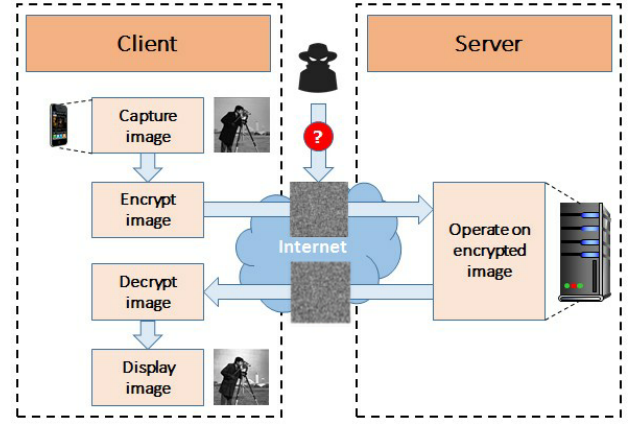 Client
Server
Capture
image
?
Encrypt
image
Internet
Operate on
encrypted
image
Decrypt
image
Display
image